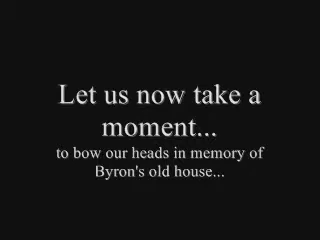 Let us now take a
moment...
to bow our heads in memory of
Byron's old house...